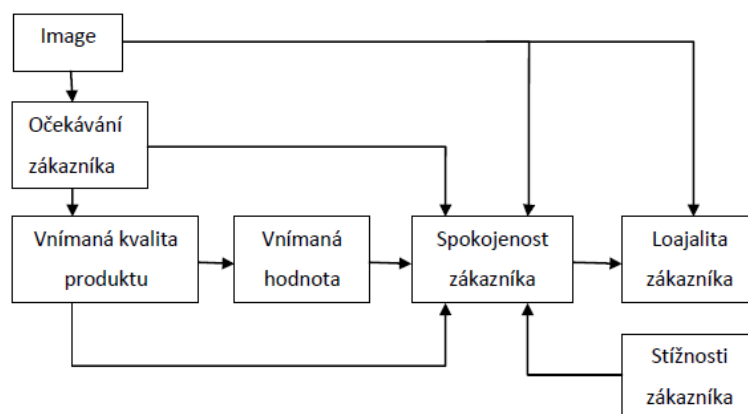 Image
Očekávání
zákazníka
Vnímaná kvalita
produktu
Vnímaná
hodnota
Spokojenost
zákazníka
Loajalita
zákazníka
Stížnosti
zákazníka